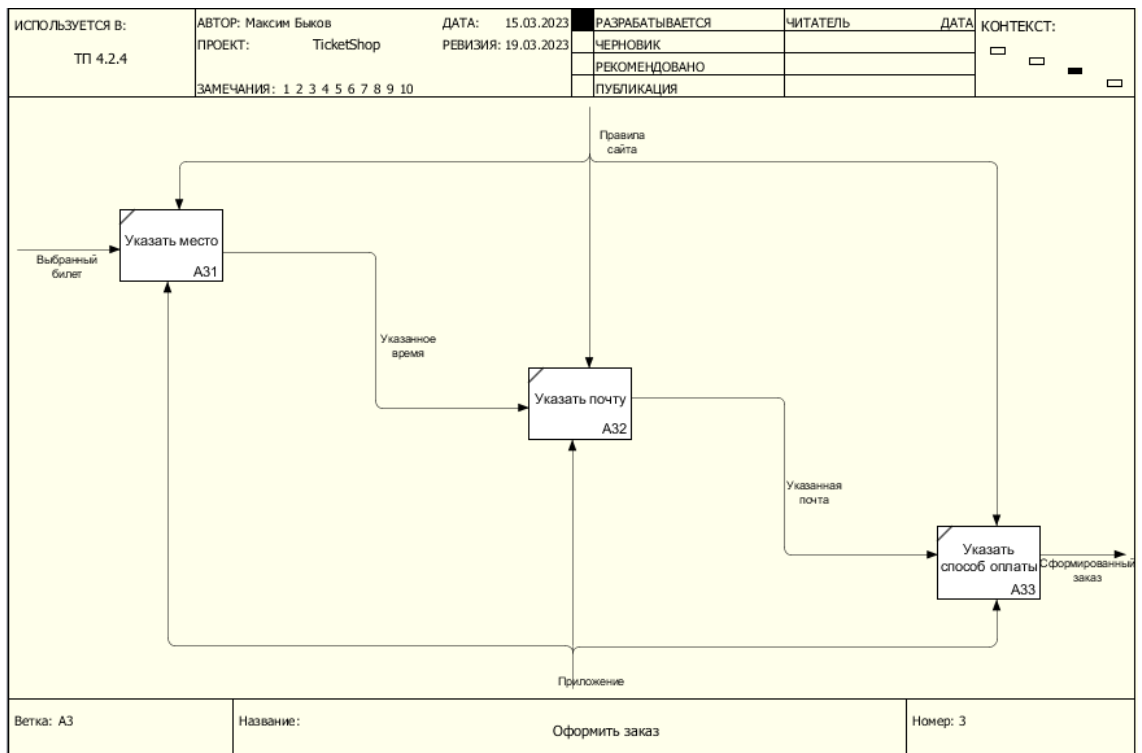 ИСПОЛЬЗУЕТСЯ В:
ТП 4.2.4
АВТОР: Максим Быков
ДАТА: 15.03.2023
ПРОЕКТ: TicketShop
РЕВИЗИЯ: 19.03.2023
ЗАМЕЧАНИЯ: 1 2 3 4 5 6 7 8 9 10
РАЗРАБАТЫВАЕТСЯ
ЧЕРНОВИК
РЕКОМЕНДОВАНО
ПУБЛИКАЦИЯ
ЧИТАТЕЛЬ
ДАТА
КОНТЕКСТ:
Правила
сайта
Указать место
A31
Выбранный
билет
Указанное
время
Указать почту
A32
Указанная
почта
Указать
способ оплаты
A33
Сформированный
заказ
Приложение
Ветка: A3
Название:
Оформить заказ
Номер: 3